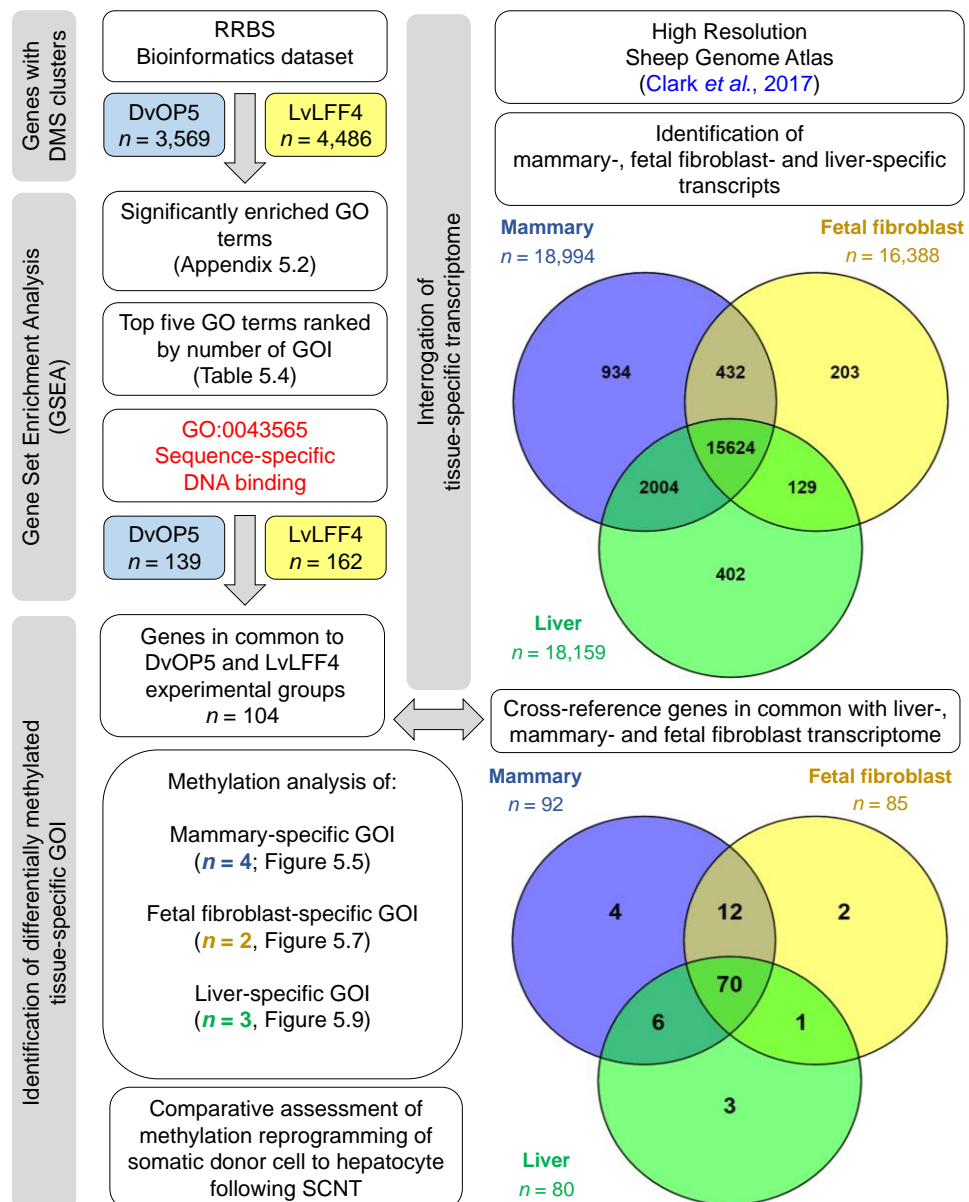 Genes with
DMS clusters
RRBS
Bioinformatics dataset
DvOP5
n = 3,569
LvLFF4
n = 4,486
Gene Set Enrichment Analysis
(GSEA)
Significantly enriched GO
terms
(Appendix 5.2)
Top five GO terms ranked
by number of GOI
(Table 5.4)
GO:0043565
Sequence-specific
DNA binding
DvOP5
n = 139
LvLFF4
n = 162
Identification of differentially methylated
tissue-specific GOI
Genes in common to
DvOP5 and LvLFF4
experimental groups
n = 104
Methylation analysis of:
Mammary-specific GOI
(n = 4; Figure 5.5)
Fetal fibroblast-specific GOI
(n = 2, Figure 5.7)
Liver-specific GOI
(n = 3, Figure 5.9)
Comparative assessment of
methylation reprogramming of
somatic donor cell to hepatocyte
following SCNT
Interrogation of
tissue-specific transcriptome
High Resolution
Sheep Genome Atlas
(Clark et al., 2017)
Identification of
mammary-, fetal fibroblast- and liver-specific
transcripts
Mammary
n = 18,994
Fetal fibroblast
n = 16,388
934
432
203
15624
2004
129
402
Liver
n = 18,159
Cross-reference genes in common with liver-,
mammary- and fetal fibroblast transcriptome
Mammary
n = 92
Fetal fibroblast
n = 85
4
12
2
70
6
1
3
Liver
n = 80